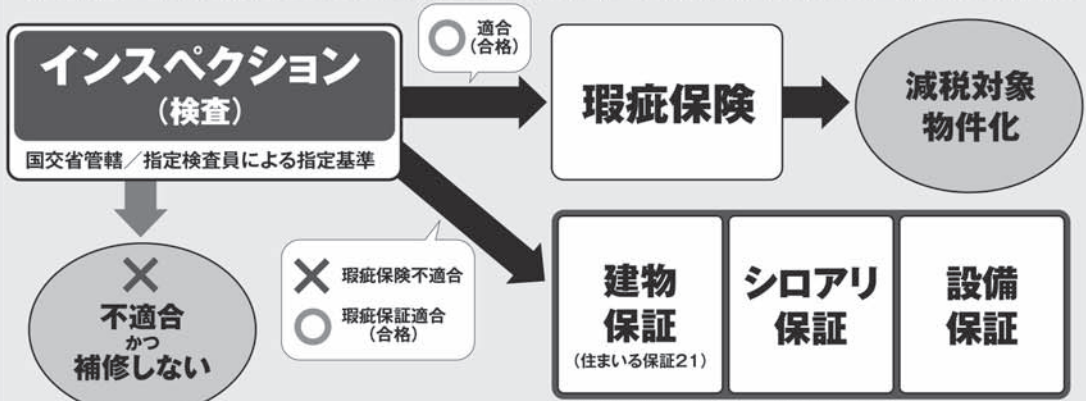 インスペクション
(検査)
国交省管轄／指定検査員による指定基準
適合
(合格)
瑕疵保険
減税対象
物件化
不適合
かつ
補修しない
瑕疵保険不適合
瑕疵保証適合
(合格)
建物
保証
(住まいる保証21)
シロアリ
保証
設備
保証